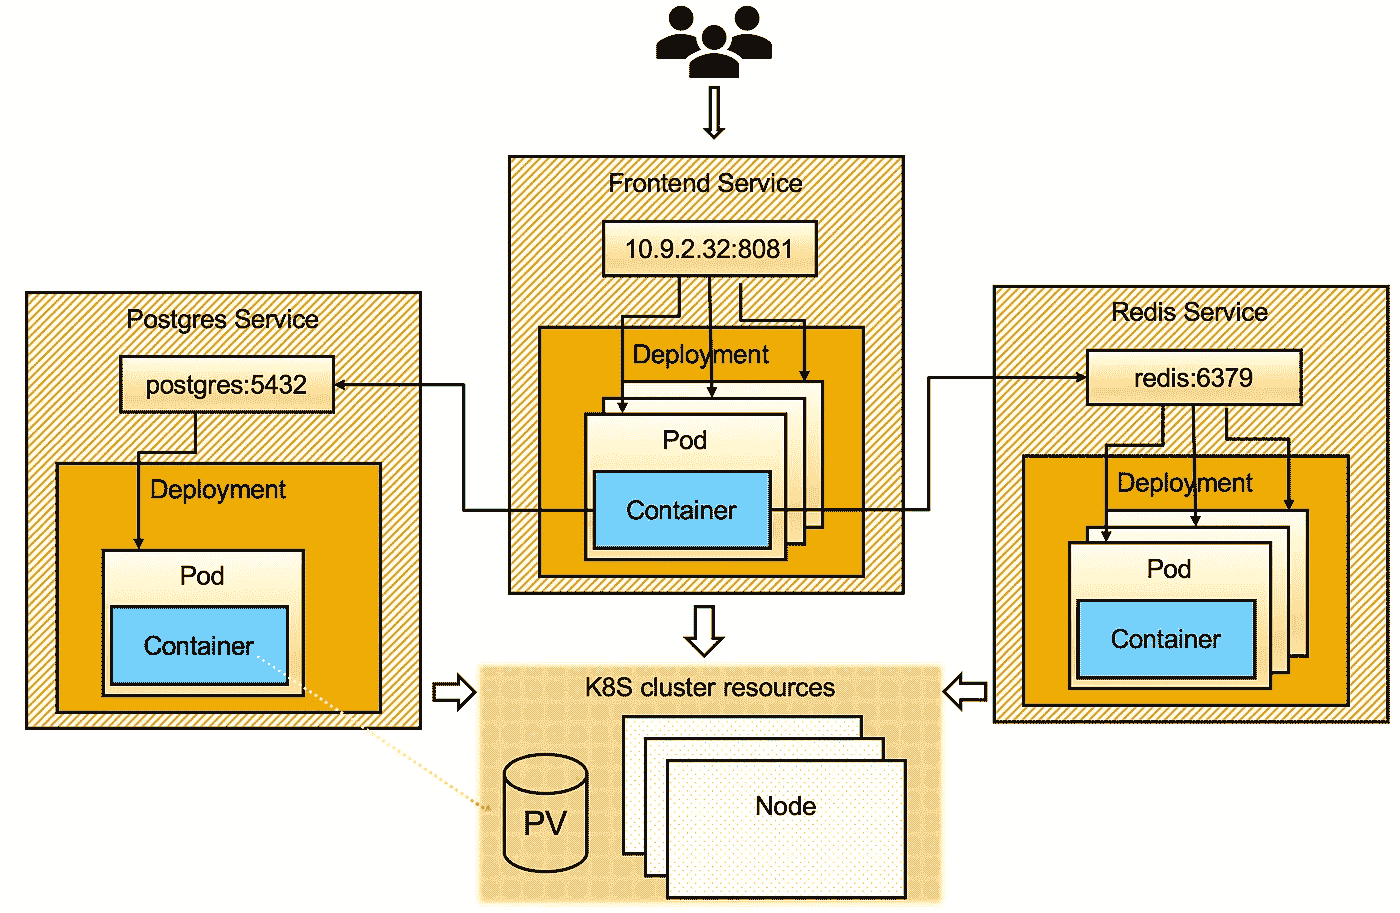 Frontend Service
10.9.2.32:8081
Deployment
Pod
Container
Postgres Service
postgres:5432
Deployment
Pod
Container
Redis Service
redis:6379
Deployment
Pod
Container
K8S cluster resources
PV
Node